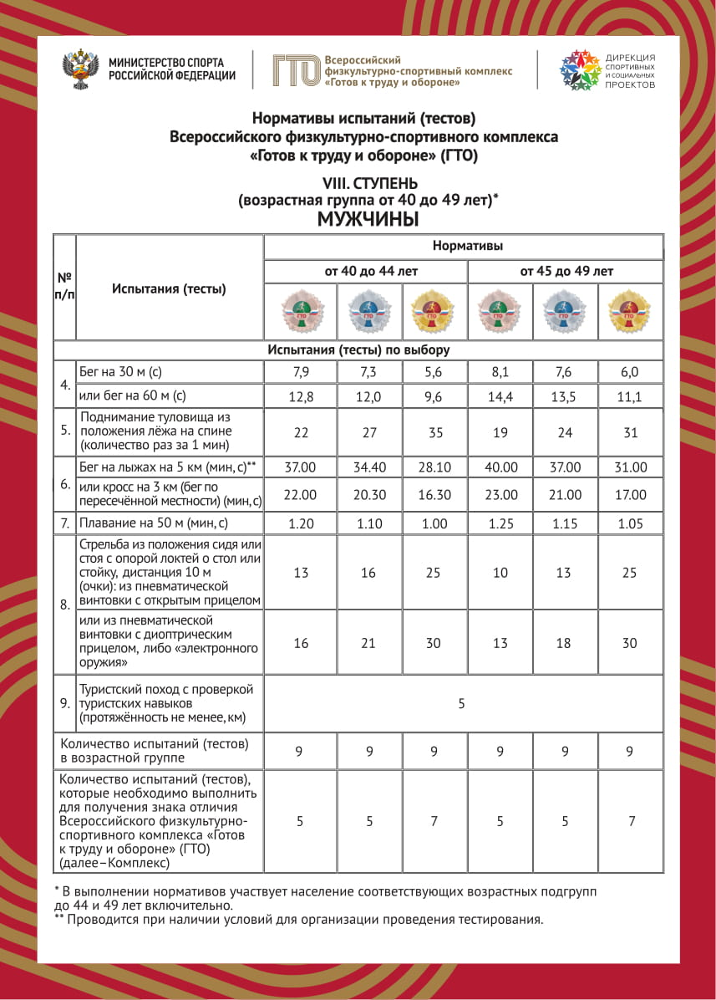 МИНИСТЕРСТВО СПОРТА
РОССИЙСКОЙ ФЕДЕРАЦИИ
ГТО
Всероссийский
физкультурно-спортивный комплекс
«Готов к труду и обороне»
ДИРЕКЦИЯ
СПОРТИВНЫХ
И СОЦИАЛЬНЫХ
ПРОЕКТОВ
Нормативы испытаний (тестов)
Всероссийского физкультурно-спортивного комплекса
«Готов к труду и обороне» (ГТО)
VIII. СТУПЕНЬ
(возрастная группа от 40 до 49 лет)*
МУЖЧИНЫ
№
п/п
Испытания (тесты)
Нормативы
от 40 до 44 лет
от 45 до 49 лет
ГТО ГТО ГТО ГТО ГТО ГТО
Испытания (тесты) по выбору
4.
Бег на 30 м (с) 7,9 7,3 5,6 8,1 7,6 6,0
или бег на 60 м (с) 12,8 12,0 9,6 14,4 13,5 11,1
5.
Поднимание туловища из
положения лёжа на спине
(количество раз за 1 мин)
22 27 35 19 24 31
6.
Бег на лыжах на 5 км (мин, с)** 37.00 34.40 28.10 40.00 37.00 31.00
или кросс на 3 км (бег по
пересечённой местности) (мин, с)
22.00 20.30 16.30 23.00 21.00 17.00
7. Плавание на 50 м (мин, с) 1.20 1.10 1.00 1.25 1.15 1.05
8.
Стрельба из положения сидя или
стоя с опорой локтей о стол или
стойку, дистанция 10 м
(очки): из пневматической
винтовки с открытым прицелом
13 16 25 10 13 25
или из пневматической
винтовки с диоптрическим
прицелом, либо «электронного
оружия»
16 21 30 13 18 30
9.
Туристский поход с проверкой
туристских навыков
(протяжённость не менее, км)
5
Количество испытаний (тестов)
в возрастной группе
9 9 9 9 9 9
Количество испытаний (тестов),
которые необходимо выполнить
для получения знака отличия
Всероссийского физкультурно-
спортивного комплекса «Готов
к труду и обороне» (ГТО)
(далее–Комплекс)
5 5 7 5 5 7
* В выполнении нормативов участвует население соответствующих возрастных подгрупп
до 44 и 49 лет включительно.
** Проводится при наличии условий для организации проведения тестирования.